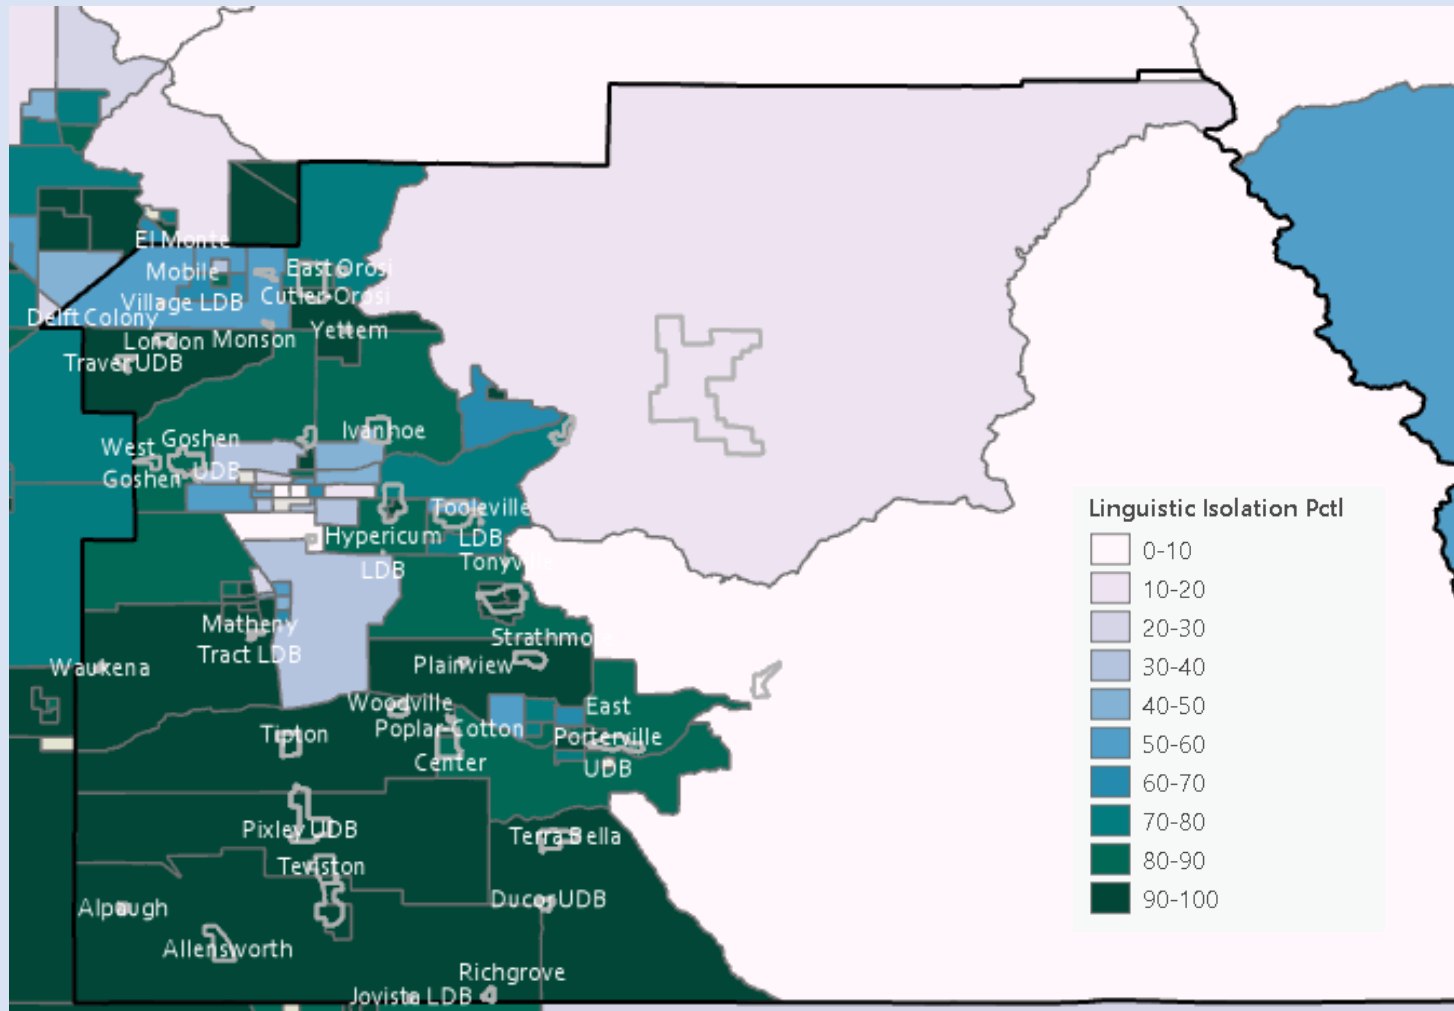 El Monte
Mobile
Village LDB
East Orosi
Cutler-Orosi
Delft Colony
London
Monson
Yettem
Traver UDB
Ivanhoe
West
Goshen
Goshen
UDB
Tooleville
LDB
Hypericum
LDB
Tonyville
Matheny
Tract LDB
Strathmore
Waukena
Plainview
Woodville
East
Porterville
UDB
Poplar-Cotton
Center
Tipton
Pixley UDB
Terra Bella
Teviston
Ducor UDB
Alpaugh
Allensworth
Richgrove
Jovista LDB
Linguistic Isolation Pctl
0-10
10-20
20-30
30-40
40-50
50-60
60-70
70-80
80-90
90-100